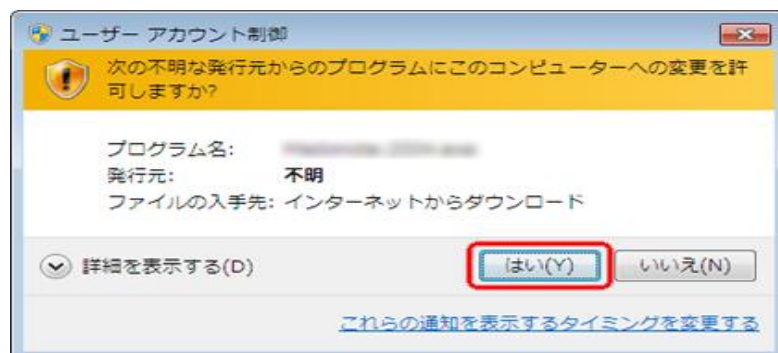 ユーザー アカウント制御
次の不明な発行元からのプログラムにこのコンピューターへの変更を許
可しますか?
プログラム名:
発行元: 不明
ファイルの入手先: インターネットからダウンロード
詳細を表示する(D)
はい(Y)
いいえ(N)
これらの通知を表示するタイミングを変更する